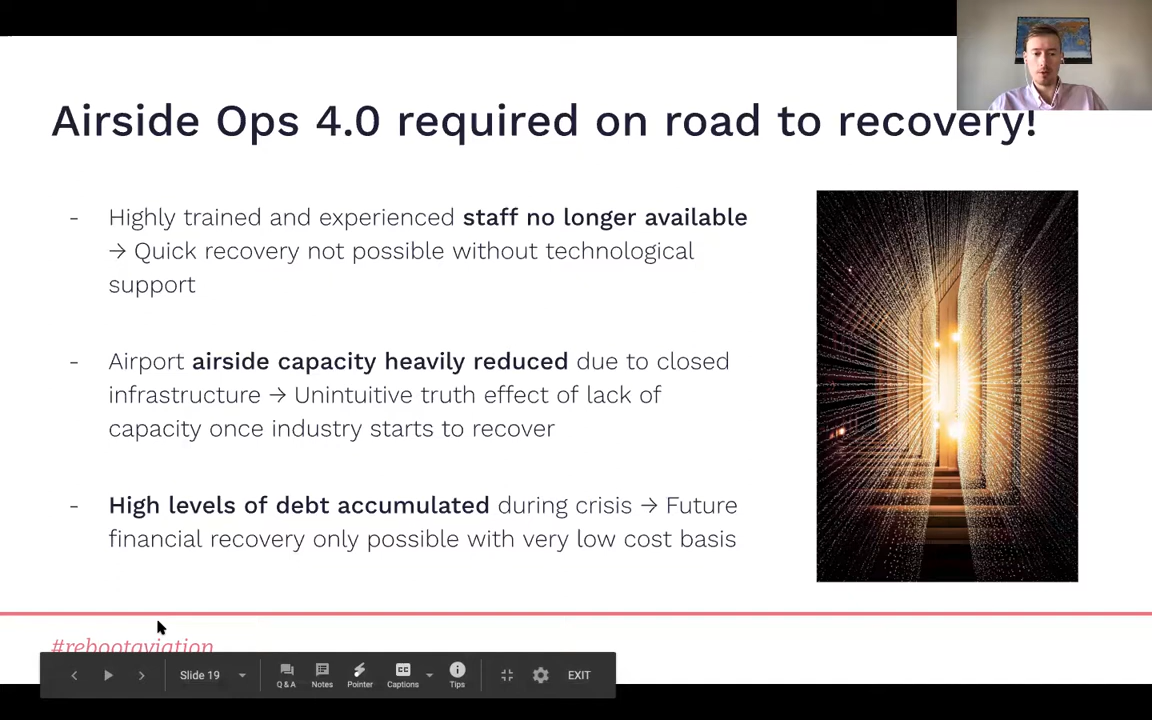 Airside Ops 4.0 required on road to recovery!
- Highly trained and experienced staff no longer available
→ Quick recovery not possible without technological
support
- Airport airside capacity heavily reduced due to closed
infrastructure → Unintuitive truth effect of lack of
capacity once industry starts to recover
- High levels of debt accumulated during crisis → Future
financial recovery only possible with very low cost basis
#rebootaviation
Slide 19
Q & A
Notes
Pointer
Captions
Tips
EXIT